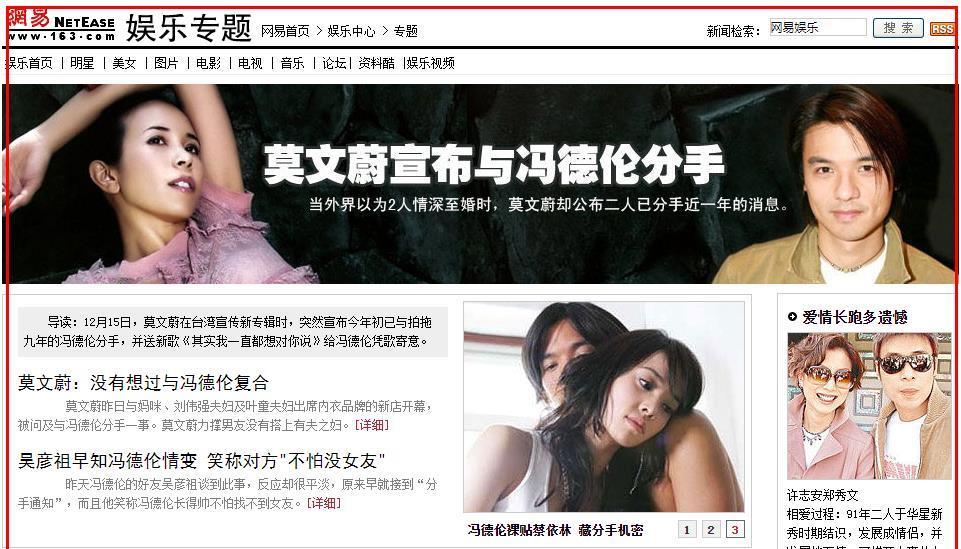 網易 NETEASE
www.163.com
娱乐专题
网易首页 > 娱乐中心 > 专题
新闻检索：
网易娱乐
搜 索
RSS
娱乐首页 | 明星 | 美女 | 图片 | 电影 | 电视 | 音乐 | 论坛 | 资料酷 | 娱乐视频
莫文蔚宣布与冯德伦分手
当外界以为2人情深至婚时，莫文蔚却公布二人已分手近一年的消息。
导读：12月15日，莫文蔚在台湾宣传新专辑时，突然宣布今年初已与拍拖
九年的冯德伦分手，并送新歌《其实我一直都想对你说》给冯德伦凭歌寄意。
莫文蔚：没有想过与冯德伦复合
莫文蔚昨日与妈咪、刘伟强夫妇及叶童夫妇出席内衣品牌的新店开幕，
被问及与冯德伦分手一事。莫文蔚力撑男友没有搭上有夫之妇。[详细]
吴彦祖早知冯德伦情变 笑称对方"不怕没女友"
昨天冯德伦的好友吴彦祖谈到此事，反应却很平淡，原来早就接到“分
手通知”，而且他笑称冯德伦长得帅不怕找不到女友。[详细]
冯德伦裸贴蔡依林 藏分手机密
1 2 3
爱情长跑多遗憾
许志安郑秀文
相爱过程：91年二人于华星新
秀时期结识，发展成情侣，并